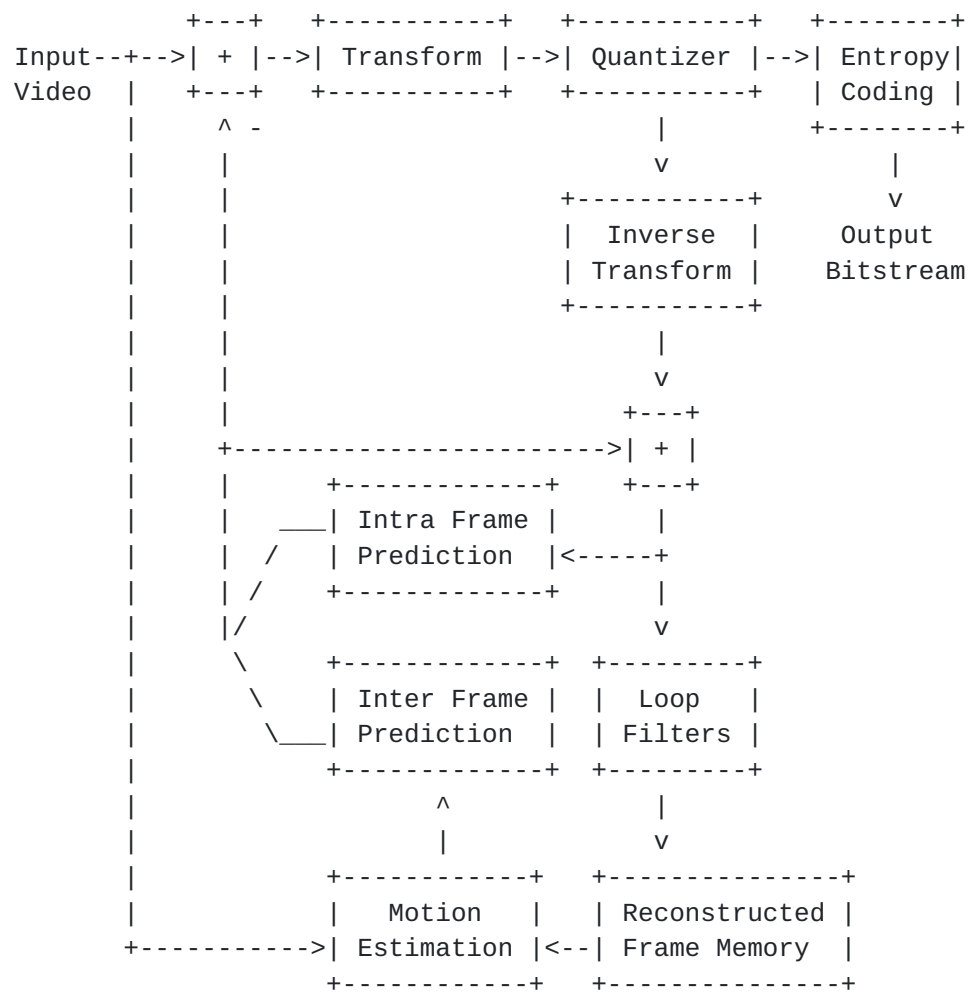 Input + Transform Quantizer Entropy
Video Coding
-
Inverse Output
Transform Bitstream
+
Intra Frame
Prediction
Inter Frame Loop
Prediction Filters
Motion Reconstructed
Estimation Frame Memory